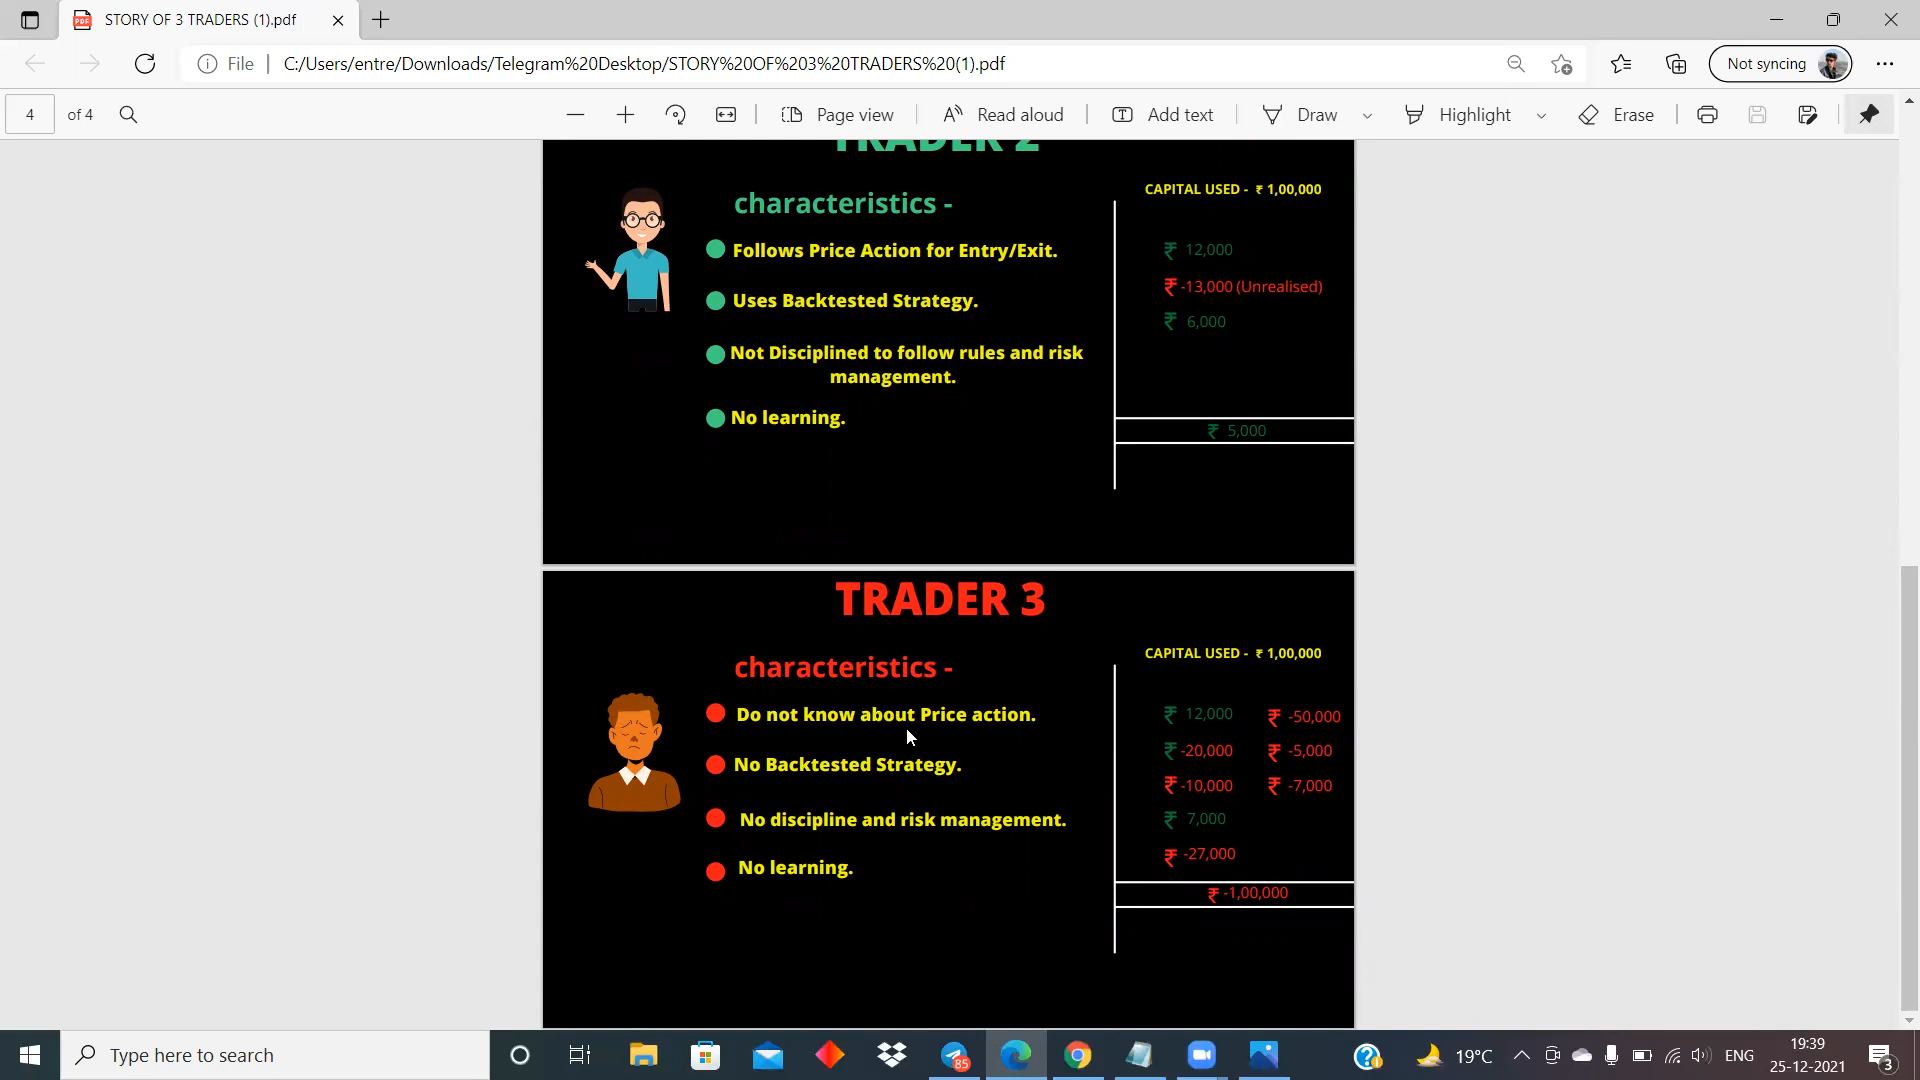 STORY OF 3 TRADERS (1).pdf
File
C:/Users/entre/Downloads/Telegram%20Desktop/STORY%20OF%203%20TRADERS%20(1).pdf
Not syncing
4 of 4
Page view
Read aloud
Add text
Draw
Highlight
Erase
TRADER 2
characteristics -
Follows Price Action for Entry/Exit.
Uses Backtested Strategy.
Not Disciplined to follow rules and risk
management.
No learning.
CAPITAL USED - ₹ 1,00,000
₹ 12,000
₹ -13,000 (Unrealised)
₹ 6,000
₹ 5,000
TRADER 3
characteristics -
Do not know about Price action.
No Backtested Strategy.
No discipline and risk management.
No learning.
CAPITAL USED - ₹ 1,00,000
₹ 12,000 ₹ -50,000
₹ -20,000 ₹ -5,000
₹ -10,000 ₹ -7,000
₹ 7,000
₹ -27,000
₹ -1,00,000
Type here to search
85
19°C
ENG
19:39
25-12-2021
3